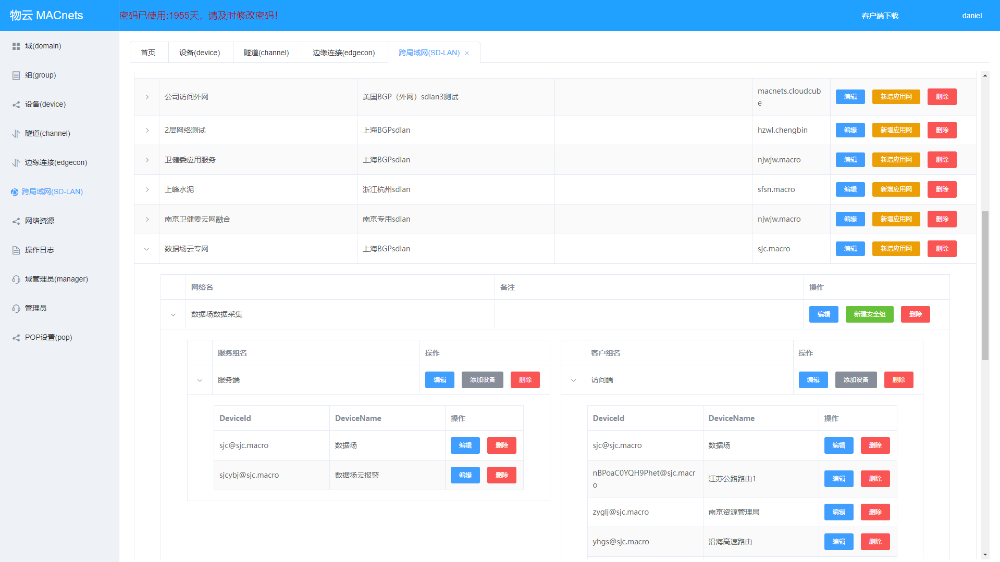 物云 MACnets
密码已使用:1955天，请及时修改密码！
客户端下载
daniel
域(domain)
组(group)
设备(device)
隧道(channel)
边缘连接(edgecon)
跨局域网(SD-LAN)
网络资源
操作日志
域管理员(manager)
管理员
POP设置(pop)
首页 设备(device) 隧道(channel) 边缘连接(edgecon) 跨局域网(SD-LAN) ×
公司访问外网 美国BGP（外网）sdlan3测试 macnets.cloudcub
e
编辑 新增应用网 删除
2层网络测试 上海BGPsdlan hzwl.chengbin 编辑 新增应用网 删除
卫健委应用服务 上海BGPsdlan njwjw.macro 编辑 新增应用网 删除
上峰水泥 浙江杭州sdlan sfsn.macro 编辑 新增应用网 删除
南京卫健委云网融合 南京专用sdlan njwjw.macro 编辑 新增应用网 删除
数据场云专网 上海BGPsdlan sjc.macro 编辑 新增应用网 删除
网络名 备注 操作
数据场数据采集 编辑 新建安全组 删除
服务组名 操作
服务端 编辑 添加设备 删除
DeviceId DeviceName 操作
sjc@sjc.macro 数据场 编辑 删除
sjcybj@sjc.macro 数据场云报警 编辑 删除
客户组名 操作
访问端 编辑 添加设备 删除
DeviceId DeviceName 操作
sjc@sjc.macro 数据场 编辑 删除
nBPoaC0YQH9Phet@sjc.macr
o
江苏公路路由1 编辑 删除
zyglj@sjc.macro 南京资源管理局 编辑 删除
yhgs@sjc.macro 沿海高速路由 编辑 删除